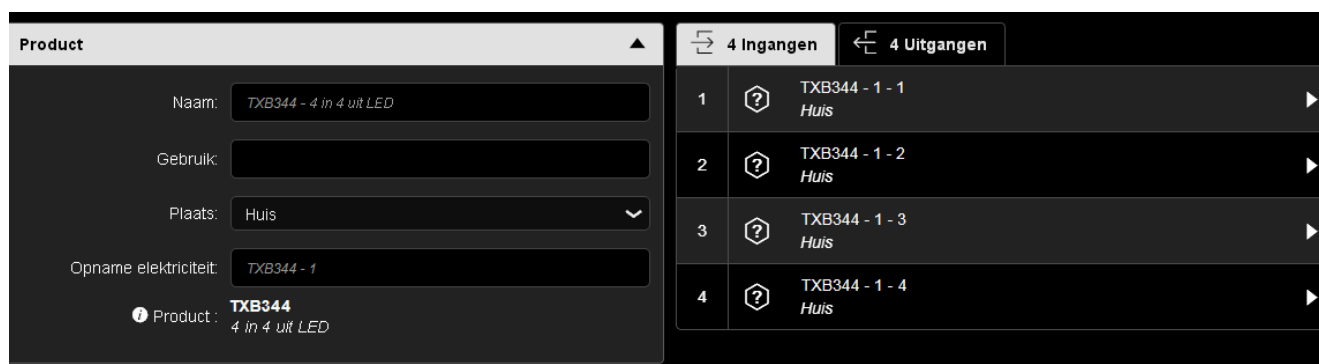 Product
Naam: TXB344 - 4 in 4 uit LED
Gebruik:
Plaats: Huis
Opname elektriciteit: TXB344 - 1
Product : TXB344
4 in 4 uit LED
4 Ingangen 4 Uitgangen
1 TXB344 - 1 - 1
Huis
2 TXB344 - 1 - 2
Huis
3 TXB344 - 1 - 3
Huis
4 TXB344 - 1 - 4
Huis